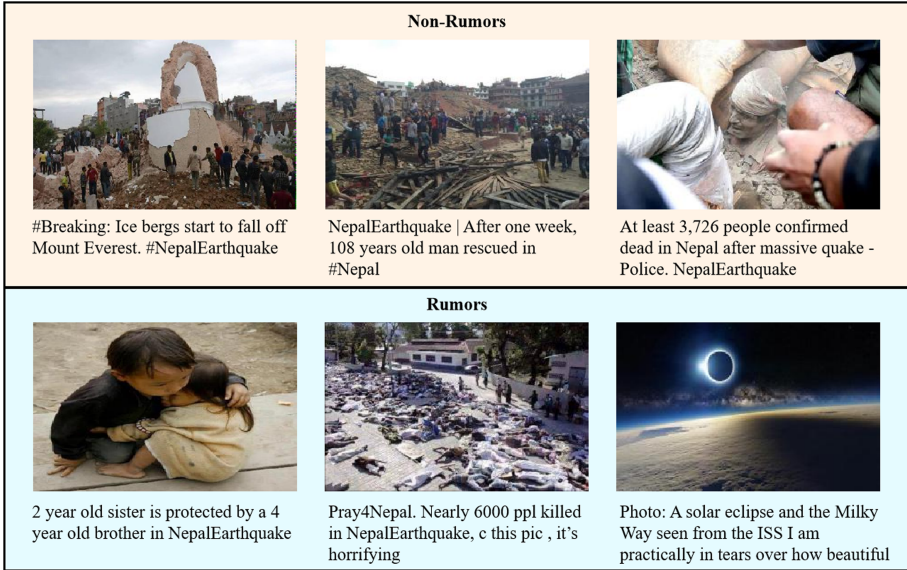 Non-Rumors
#Breaking: Ice bergs start to fall off
Mount Everest. #NepalEarthquake
NepalEarthquake | After one week,
108 years old man rescued in
#Nepal
At least 3,726 people confirmed
dead in Nepal after massive quake -
Police. NepalEarthquake
Rumors
2 year old sister is protected by a 4
year old brother in NepalEarthquake
Pray4Nepal. Nearly 6000 ppl killed
in NepalEarthquake, c this pic , it’s
horrifying
Photo: A solar eclipse and the Milky
Way seen from the ISS I am
practically in tears over how beautiful